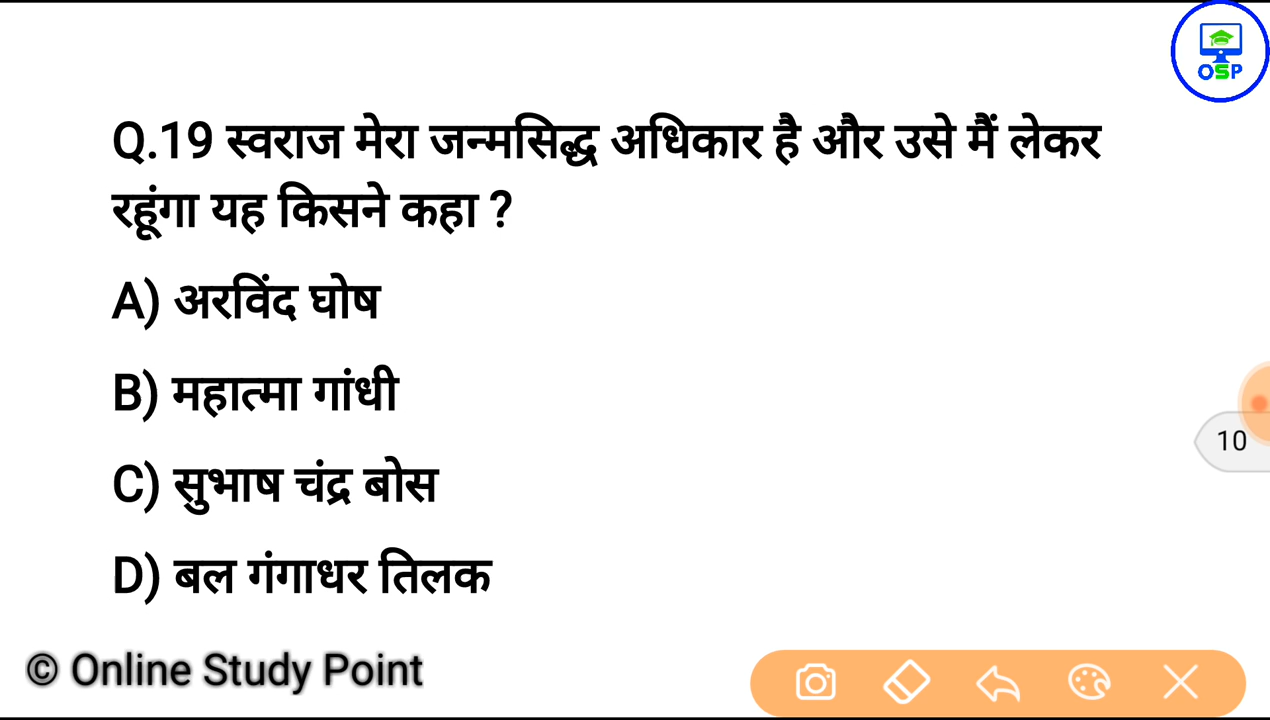 OSP
Q.19 स्वराज मेरा जन्मसिद्ध अधिकार है और उसे मैं लेकर
रहूंगा यह किसने कहा ?
A) अरविंद घोष
B) महात्मा गांधी
10
C) सुभाष चंद्र बोस
D) बल गंगाधर तिलक
© Online Study Point